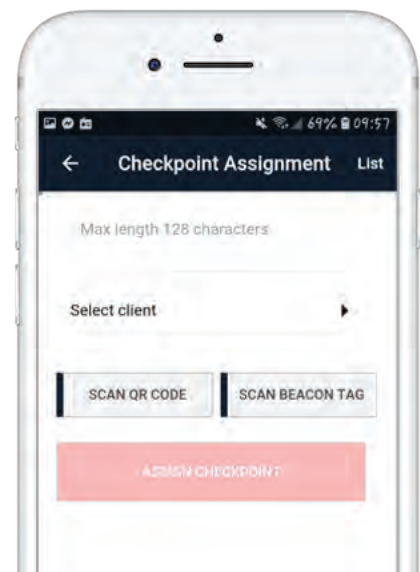 69% 09:57
Checkpoint Assignment List
Max length 128 characters
Select client
SCAN QR CODE SCAN BEACON TAG
ASSIGN CHECKPOINT